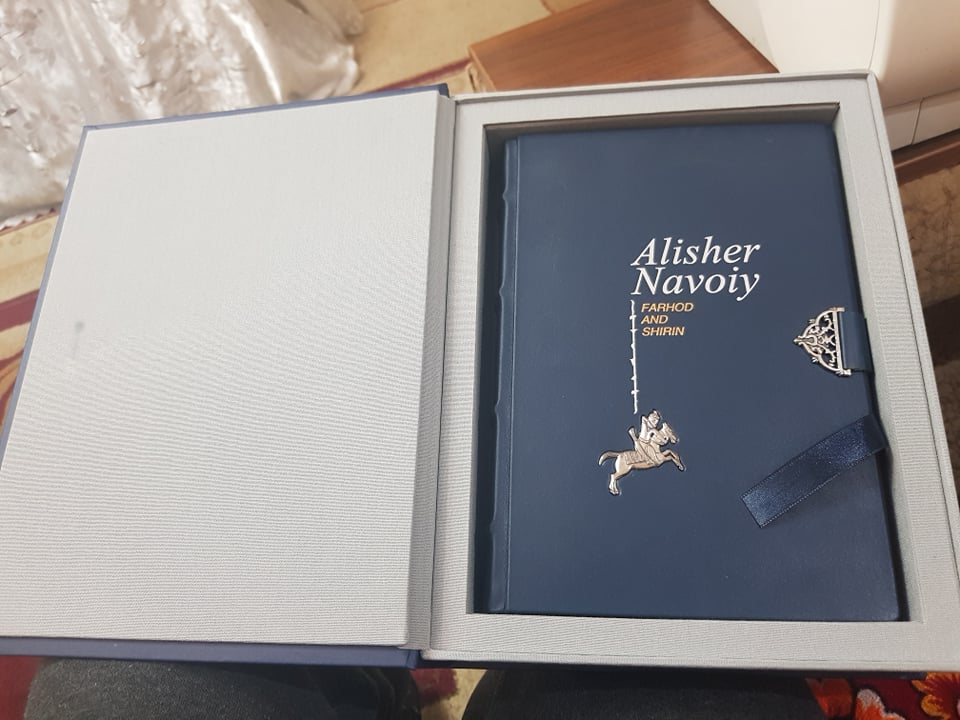 Alisher
Navoiy
FARHOD
AND
SHIRIN